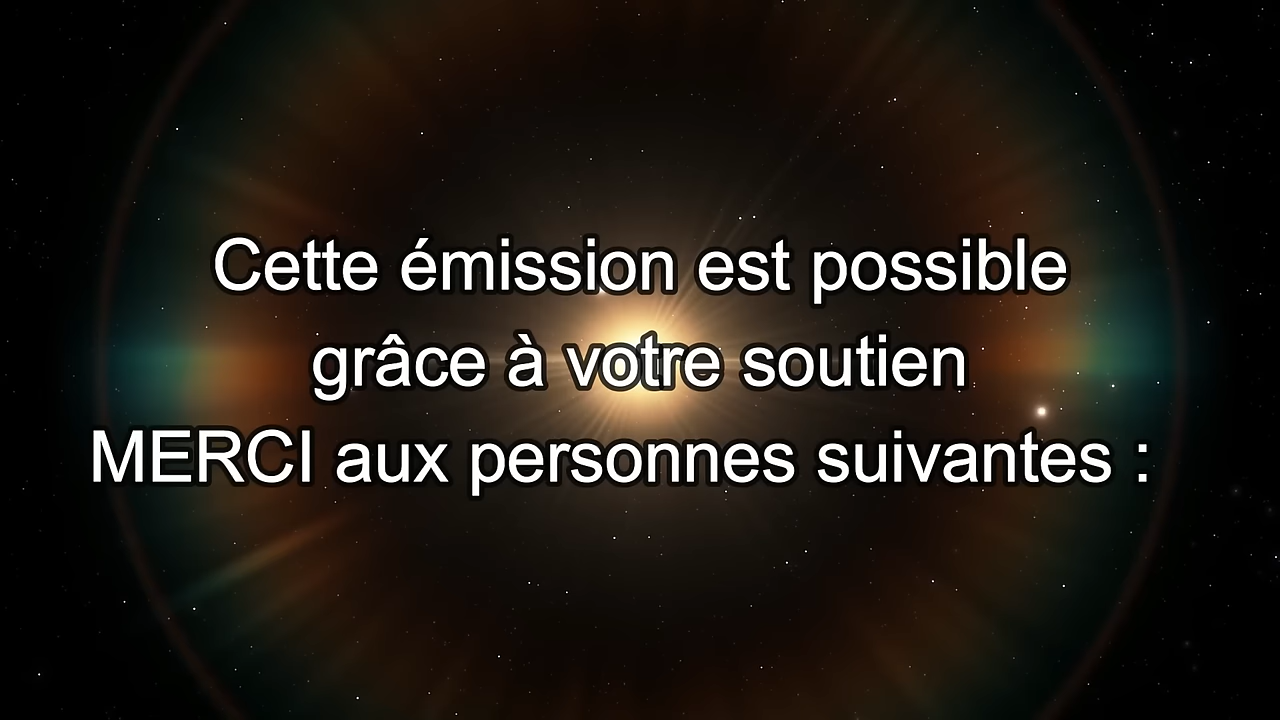 Cette émission est possible
grâce à votre soutien
MERCI aux personnes suivantes :